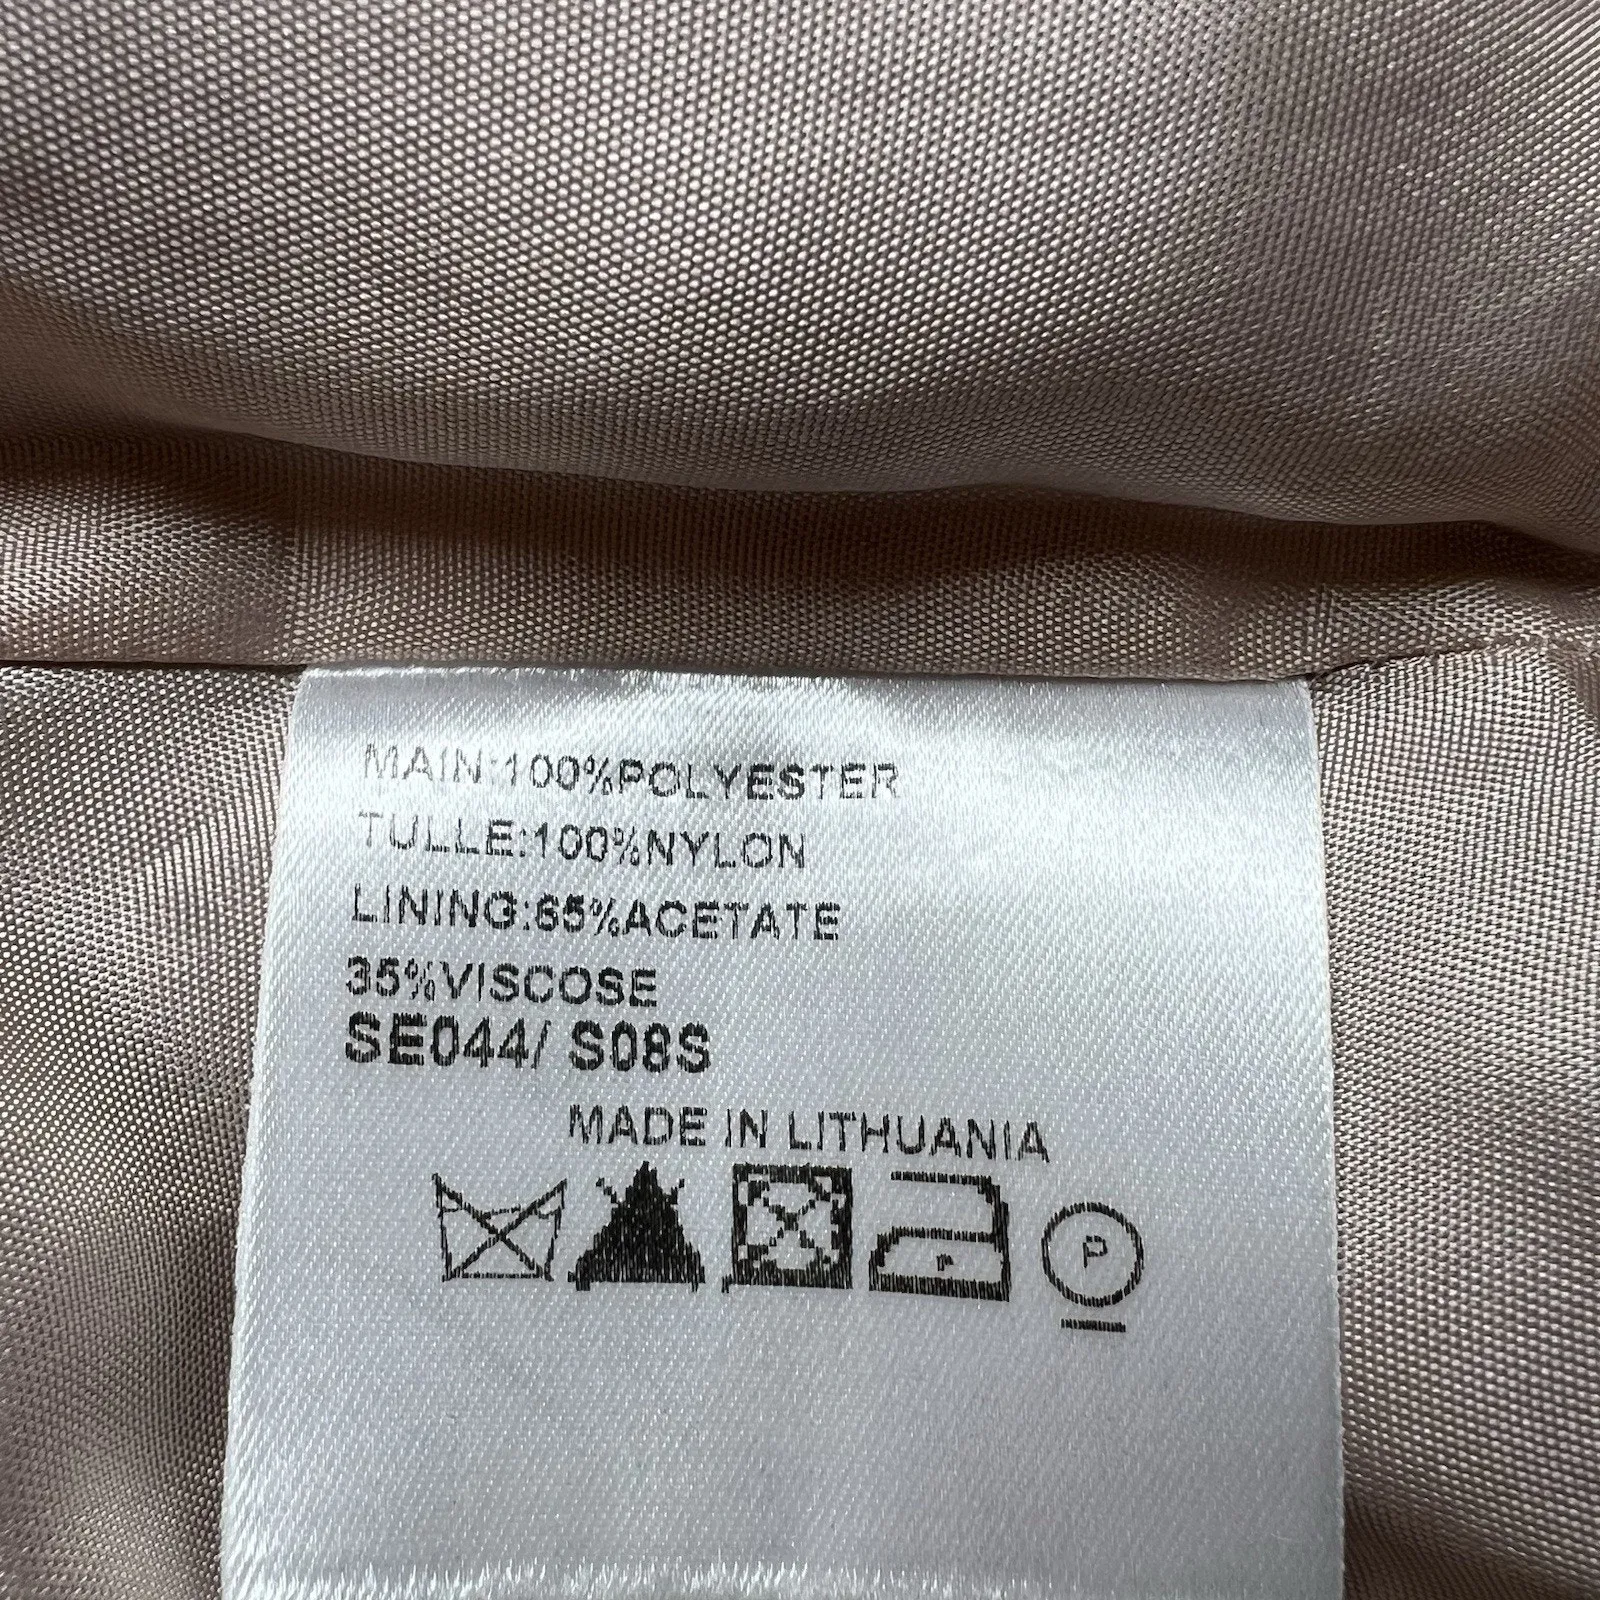 MAIN:100%POLYESTER
TULLE:100%NYLON
LINING:65%ACETATE
35%VISCOSE
SE044/ S08S
MADE IN LITHUANIA
P